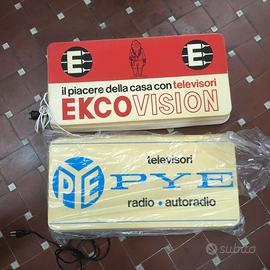 E E
il piacere della casa con televisori
EKCOVISION
televisori
PYE PYE
radio • autoradio
subito